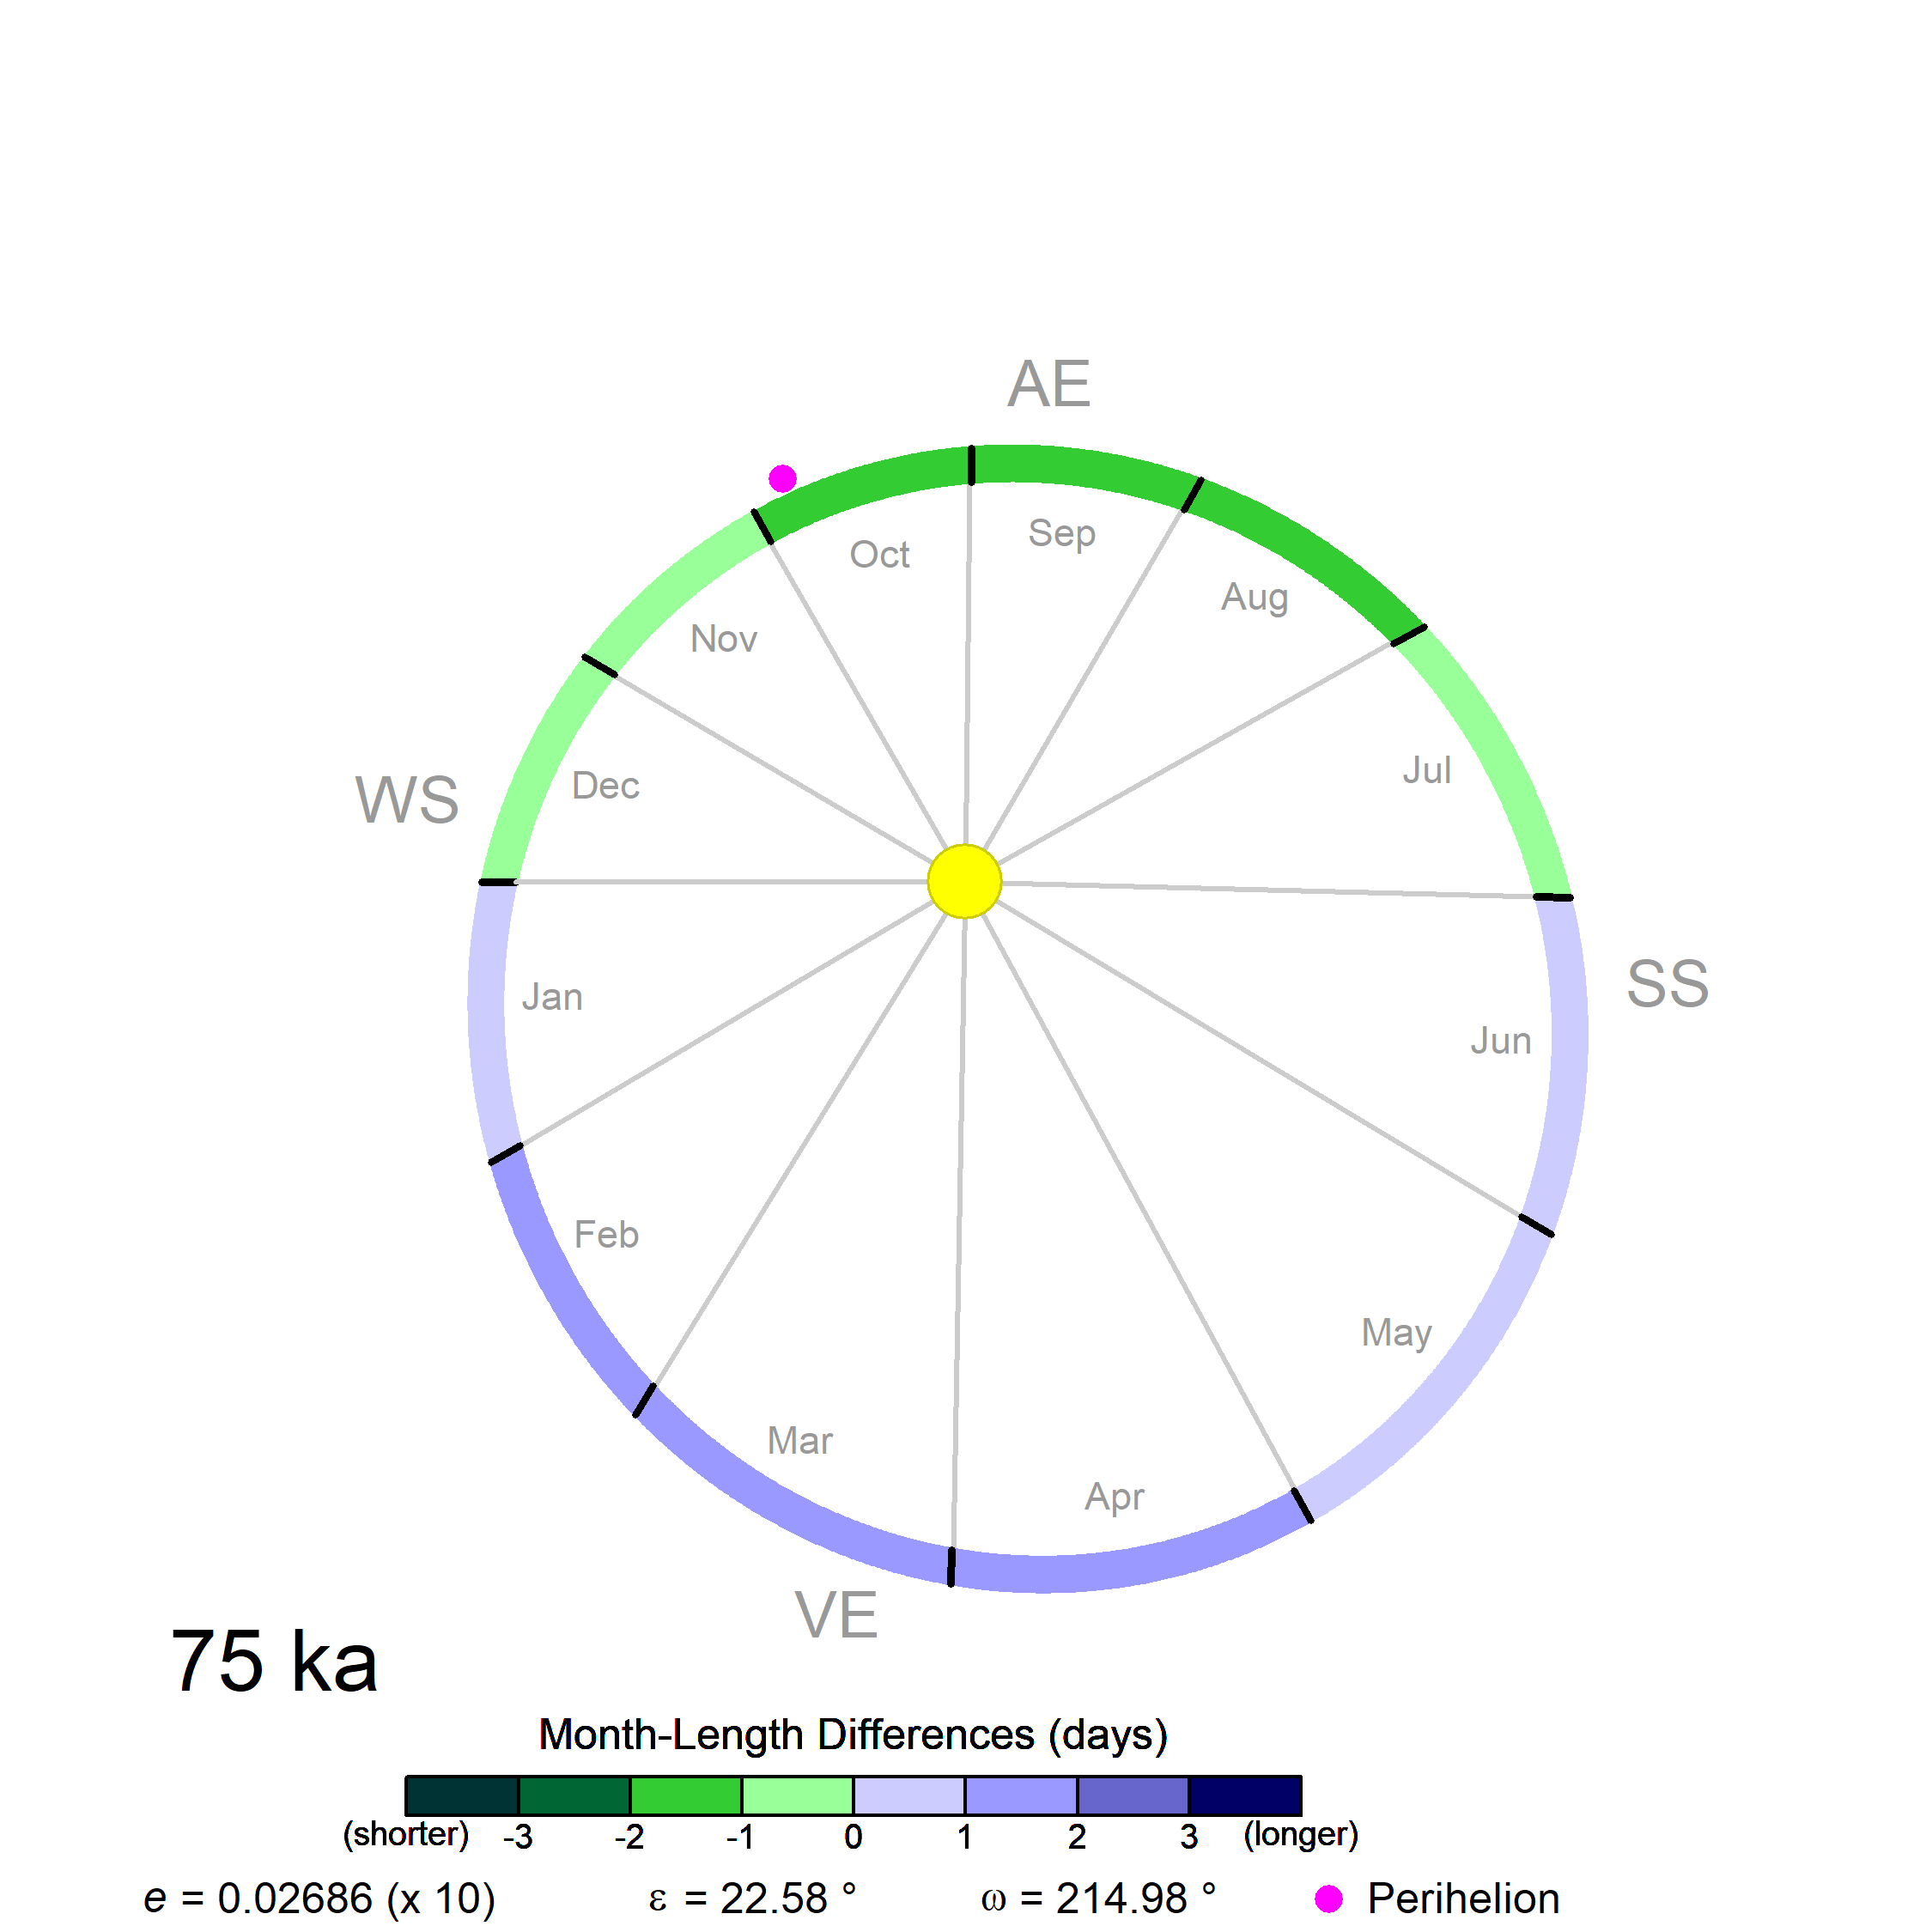 AE
Oct
Sep
Aug
Nov
Jul
WS
Dec
SS
Jan
Jun
Feb
May
Mar
Apr
VE
75 ka
Month-Length Differences (days)
(shorter) -3 -2 -1 0 1 2 3 (longer)
e = 0.02686 (x 10) ε = 22.58 ° ω = 214.98 ° Perihelion